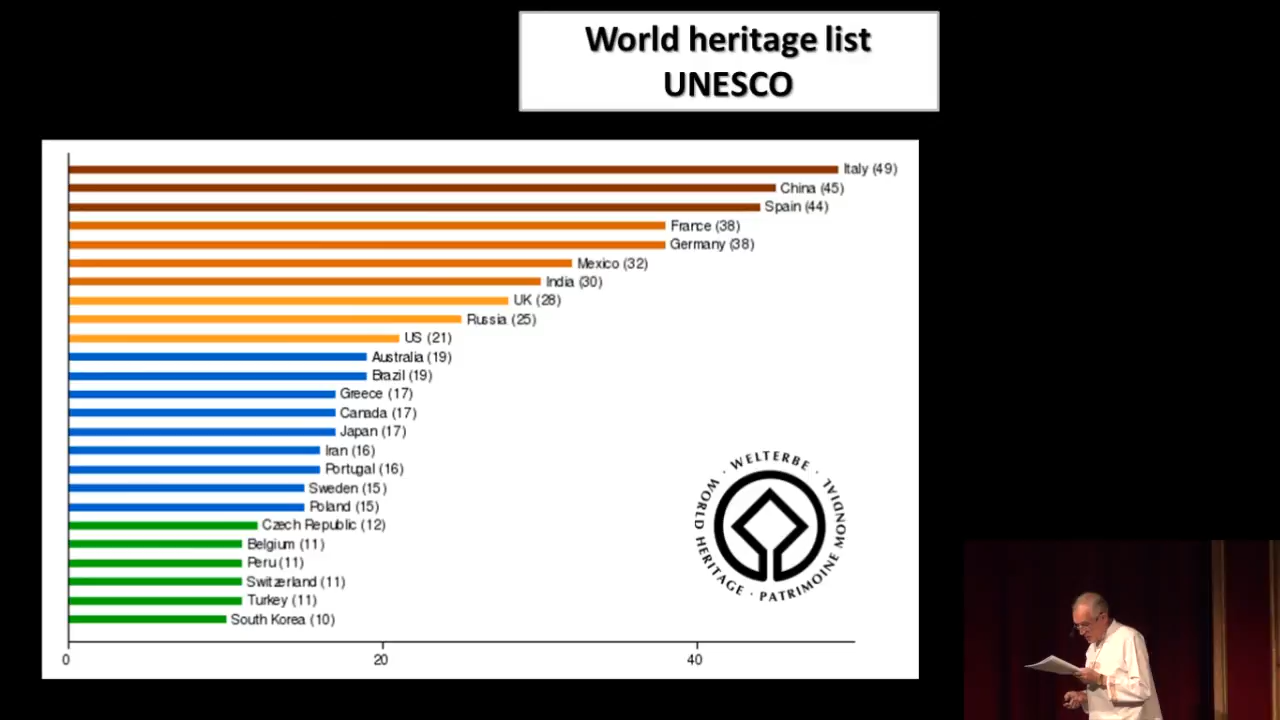 World heritage list
UNESCO
Italy (49)
China (45)
Spain (44)
France (38)
Germany (38)
Mexico (32)
India (30)
UK (28)
Russia (25)
US (21)
Australia (19)
Brazil (19)
Greece (17)
Canada (17)
Japan (17)
Iran (16)
Portugal (16)
Sweden (15)
Poland (15)
Czech Republic (12)
Belgium (11)
Peru (11)
Switzerland (11)
Turkey (11)
South Korea (10)
0 20 40
WORLD HERITAGE · WELTERBE · PATRIMOINE MONDIAL